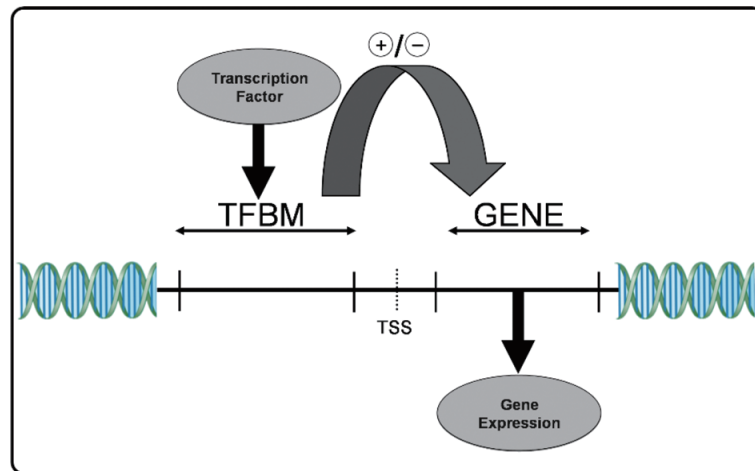 +/−
Transcription
Factor
TFBM
GENE
TSS
Gene
Expression